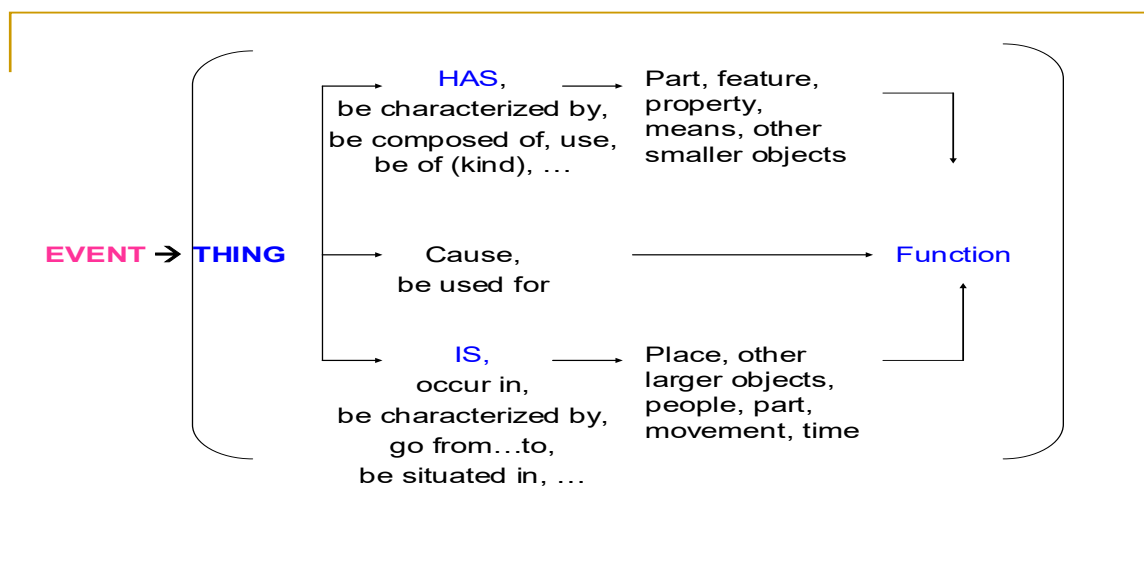 HAS,
be characterized by,
be composed of, use,
be of (kind), …
Part, feature,
property,
means, other
smaller objects
EVENT → THING
Cause,
be used for
Function
IS,
occur in,
be characterized by,
go from…to,
be situated in, …
Place, other
larger objects,
people, part,
movement, time